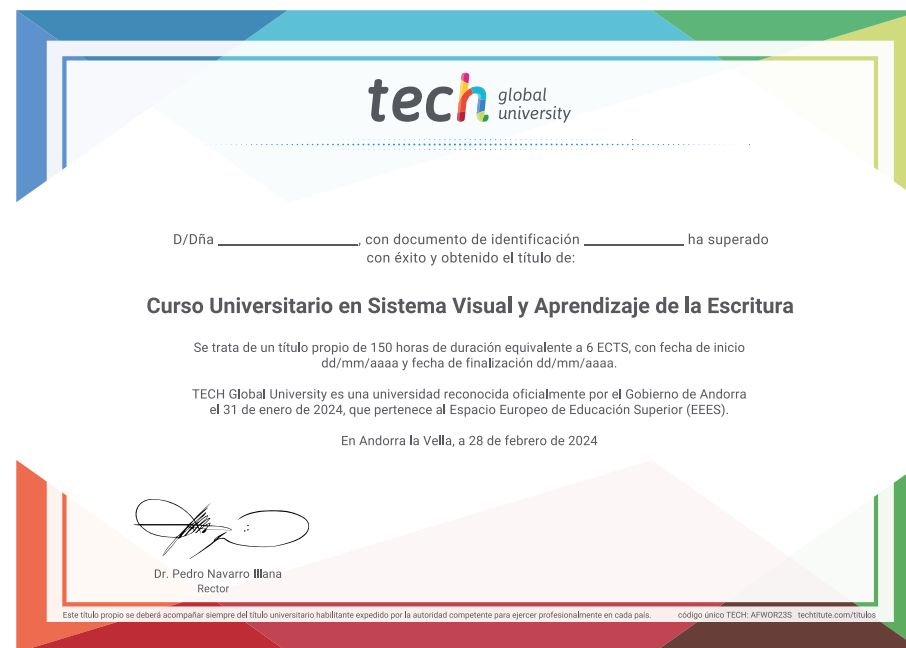 tech global university
D/Dña ____________________, con documento de identificación ______________ ha superado
con éxito y obtenido el título de:
Curso Universitario en Sistema Visual y Aprendizaje de la Escritura
Se trata de un título propio de 150 horas de duración equivalente a 6 ECTS, con fecha de inicio
dd/mm/aaaa y fecha de finalización dd/mm/aaaa.
TECH Global University es una universidad reconocida oficialmente por el Gobierno de Andorra
el 31 de enero de 2024, que pertenece al Espacio Europeo de Educación Superior (EEES).
En Andorra la Vella, a 28 de febrero de 2024
Dr. Pedro Navarro Illana
Rector
Este título propio se deberá acompañar siempre del título universitario habilitante expedido por la autoridad competente para ejercer profesionalmente en cada país. código único TECH: AFWOR23S techtitute.com/titulos